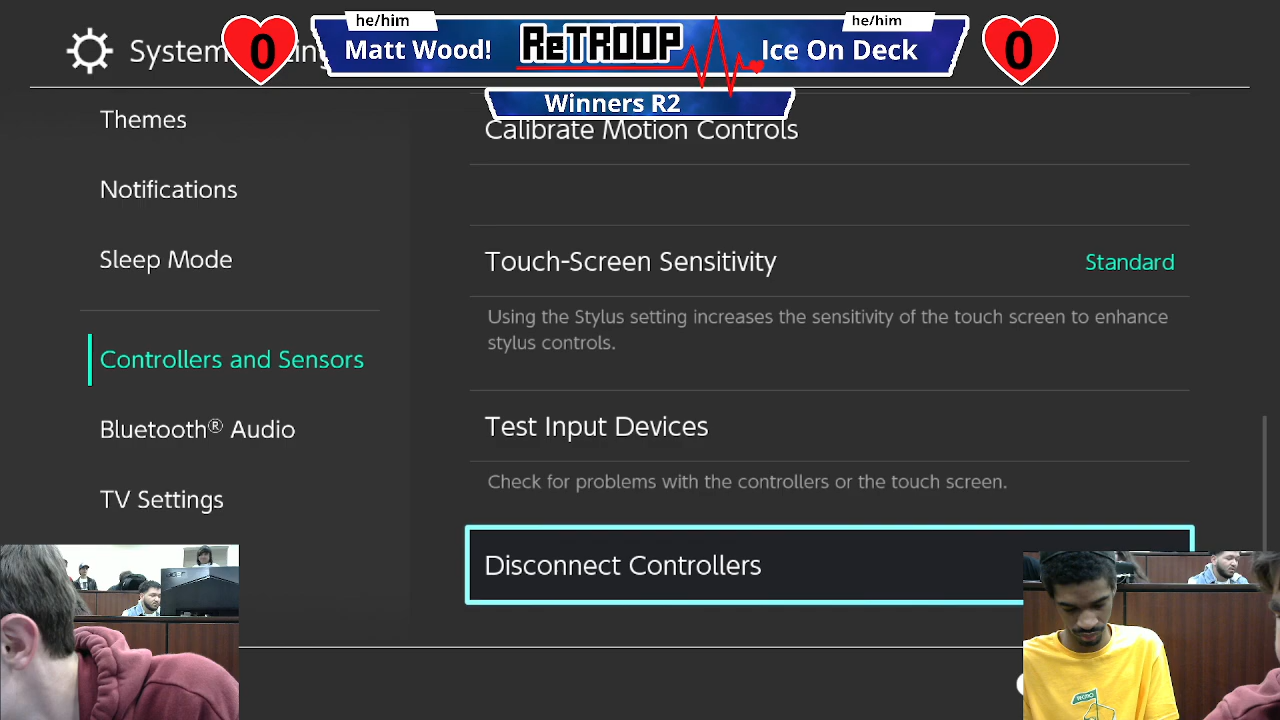 he/him
he/him
0
Matt Wood!
ReTROOP
Ice On Deck
0
System
Winners R2
Themes
Notifications
Sleep Mode
Controllers and Sensors
Bluetooth® Audio
TV Settings
Calibrate Motion Controls
Touch-Screen Sensitivity
Standard
Using the Stylus setting increases the sensitivity of the touch screen to enhance
stylus controls.
Test Input Devices
Check for problems with the controllers or the touch screen.
Disconnect Controllers